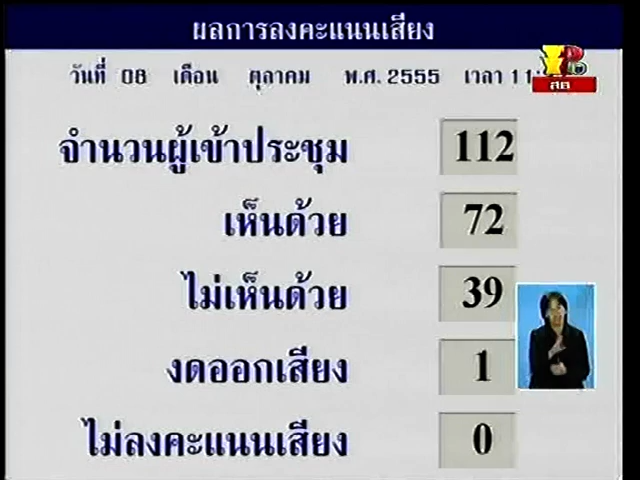 ผลการลงคะแนนเสียง
วันที่ 08 เดือน ตุลาคม พ.ศ. 2555 เวลา 11:
สด
จำนวนผู้เข้าประชุม 112
เห็นด้วย 72
ไม่เห็นด้วย 39
งดออกเสียง 1
ไม่ลงคะแนนเสียง 0